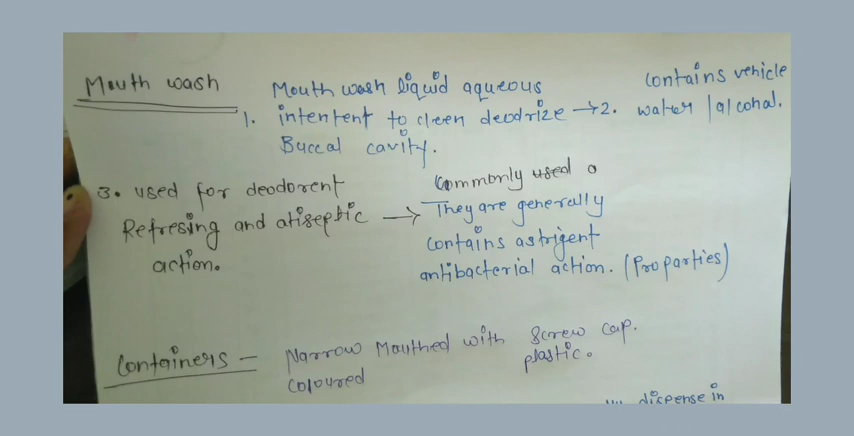 Mouth wash
Mouth wash liquid aqueous
1. intentent to cleen deodrize → 2.
Buccal cavity.
Contains vehicle
water / alcohal.
3. used for deodorent
Refresing and atiseptic →
action.
Commonly used a
They are generally
Contains astrigent
antibacterial action. (Properties)
Containers — Narrow Mouthed with screw cap.
coloured plastic.
dispense in